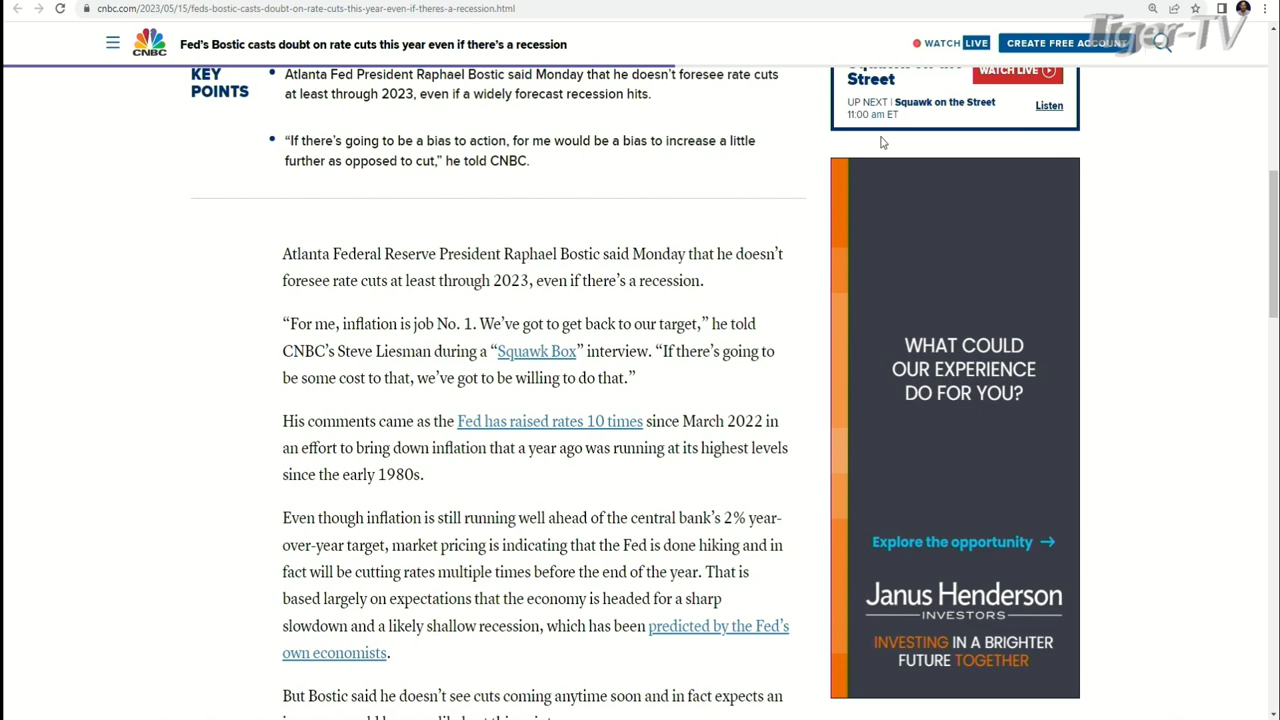 cnbc.com/2023/05/15/feds-bostic-casts-doubt-on-rate-cuts-this-year-even-if-theres-a-recession.html
Tiger-TV
CNBC
Fed's Bostic casts doubt on rate cuts this year even if there's a recession
WATCH LIVE
CREATE FREE ACCOUNT
KEY
POINTS
Atlanta Fed President Raphael Bostic said Monday that he doesn't foresee rate cuts
at least through 2023, even if a widely forecast recession hits.
“If there's going to be a bias to action, for me would be a bias to increase a little
further as opposed to cut,” he told CNBC.
Atlanta Federal Reserve President Raphael Bostic said Monday that he doesn't
foresee rate cuts at least through 2023, even if there's a recession.
“For me, inflation is job No. 1. We've got to get back to our target,” he told
CNBC's Steve Liesman during a “Squawk Box” interview. “If there's going to
be some cost to that, we've got to be willing to do that.”
His comments came as the Fed has raised rates 10 times since March 2022 in
an effort to bring down inflation that a year ago was running at its highest levels
since the early 1980s.
Even though inflation is still running well ahead of the central bank's 2% year-
over-year target, market pricing is indicating that the Fed is done hiking and in
fact will be cutting rates multiple times before the end of the year. That is
based largely on expectations that the economy is headed for a sharp
slowdown and a likely shallow recession, which has been predicted by the Fed's
own economists.
But Bostic said he doesn't see cuts coming anytime soon and in fact expects an
Street
WATCH LIVE
UP NEXT | Squawk on the Street
11:00 am ET
Listen
WHAT COULD
OUR EXPERIENCE
DO FOR YOU?
Explore the opportunity →
Janus Henderson
INVESTORS
INVESTING IN A BRIGHTER
FUTURE TOGETHER